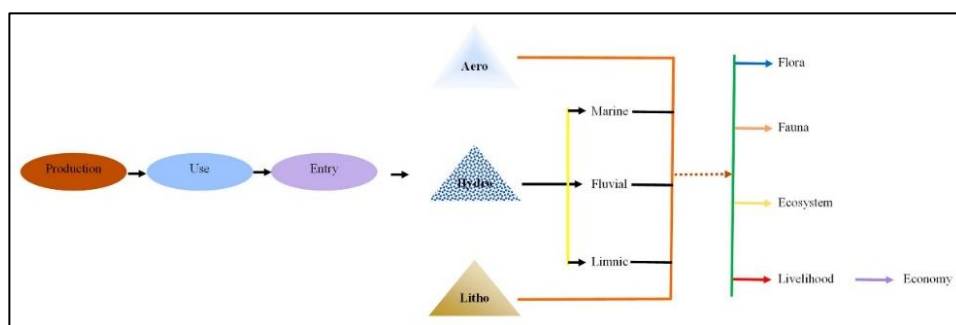 Production
Use
Entry
Aero
Hydro
Litho
Marine
Fluvial
Limnic
Flora
Fauna
Ecosystem
Livelihood
Economy